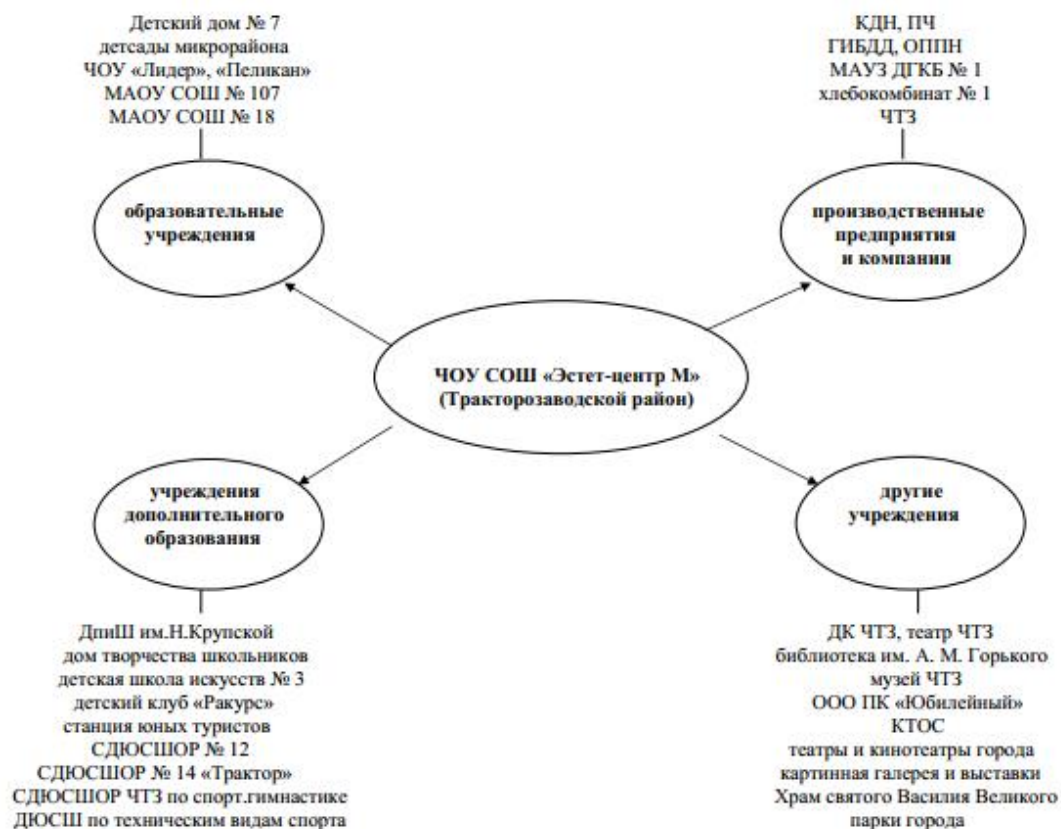 Детский дом № 7
детсады микрорайона
ЧОУ «Лидер», «Пеликан»
МАОУ СОШ № 107
МАОУ СОШ № 18
КДН, ПЧ
ГИБДД, ОППН
МАУЗ ДГКБ № 1
хлебокомбинат № 1
ЧТЗ
образовательные
учреждения
производственные
предприятия
и компании
ЧОУ СОШ «Эстет-центр М»
(Тракторозаводской район)
учреждения
дополнительного
образования
другие
учреждения
ДпиШ им.Н.Крупской
дом творчества школьников
детская школа искусств № 3
детский клуб «Ракурс»
станция юных туристов
СДЮСШОР № 12
СДЮСШОР № 14 «Трактор»
СДЮСШОР ЧТЗ по спорт.гимнастике
ДЮСШ по техническим видам спорта
ДК ЧТЗ, театр ЧТЗ
библиотека им. А. М. Горького
музей ЧТЗ
ООО ПК «Юбилейный»
КТОС
театры и кинотеатры города
картинная галерея и выставки
Храм святого Василия Великого
парки города